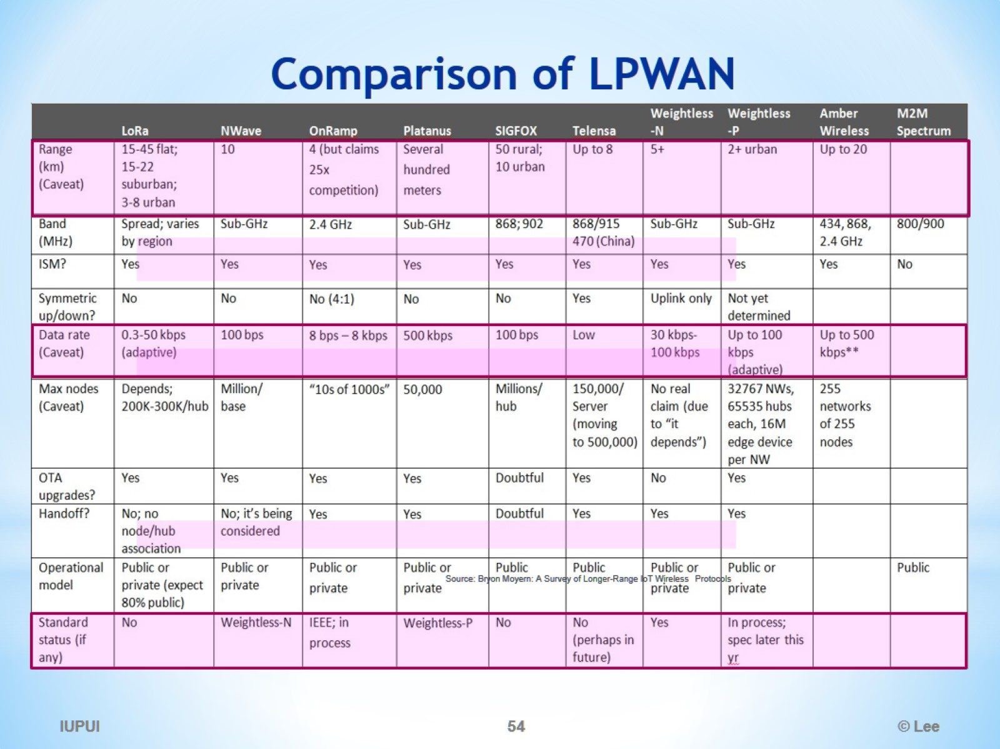 Comparison of LPWAN
LoRa NWave OnRamp Platanus SIGFOX Telensa Weightless -N Weightless -P Amber Wireless M2M Spectrum
Range (km) (Caveat)
15-45 flat; 15-22 suburban; 3-8 urban
10
4 (but claims 25x competition)
Several hundred meters
50 rural; 10 urban
Up to 8
5+
2+ urban
Up to 20
Band (MHz)
Spread; varies by region
Sub-GHz
2.4 GHz
Sub-GHz
868; 902
868/915 470 (China)
Sub-GHz
Sub-GHz
434, 868, 2.4 GHz
800/900
ISM?
Yes
Yes
Yes
Yes
Yes
Yes
Yes
Yes
Yes
No
Symmetric up/down?
No
No
No (4:1)
No
No
Yes
Uplink only
Not yet determined
Data rate (Caveat)
0.3-50 kbps (adaptive)
100 bps
8 bps – 8 kbps
500 kbps
100 bps
Low
30 kbps- 100 kbps
Up to 100 kbps (adaptive)
Up to 500 kbps**
Max nodes (Caveat)
Depends; 200K-300K/hub
Million/ base
“10s of 1000s”
50,000
Millions/ hub
150,000/ Server (moving to 500,000)
No real claim (due to “it depends”)
32767 NWs, 65535 hubs each, 16M edge device per NW
255 networks of 255 nodes
OTA upgrades?
Yes
Yes
Yes
Yes
Doubtful
Yes
No
Yes
Handoff?
No; no node/hub association
No; it’s being considered
Yes
Yes
Doubtful
Yes
Yes
Yes
Operational model
Public or private (expect 80% public)
Public or private
Public or private
Public or private
Public
Public
Public or private
Public or private
Public
Source: Bryon Moyern: A Survey of Longer-Range IoT Wireless Protocols
Standard status (if any)
No
Weightless-N
IEEE; in process
Weightless-P
No
No (perhaps in future)
Yes
In process; spec later this yr
IUPUI
54
© Lee